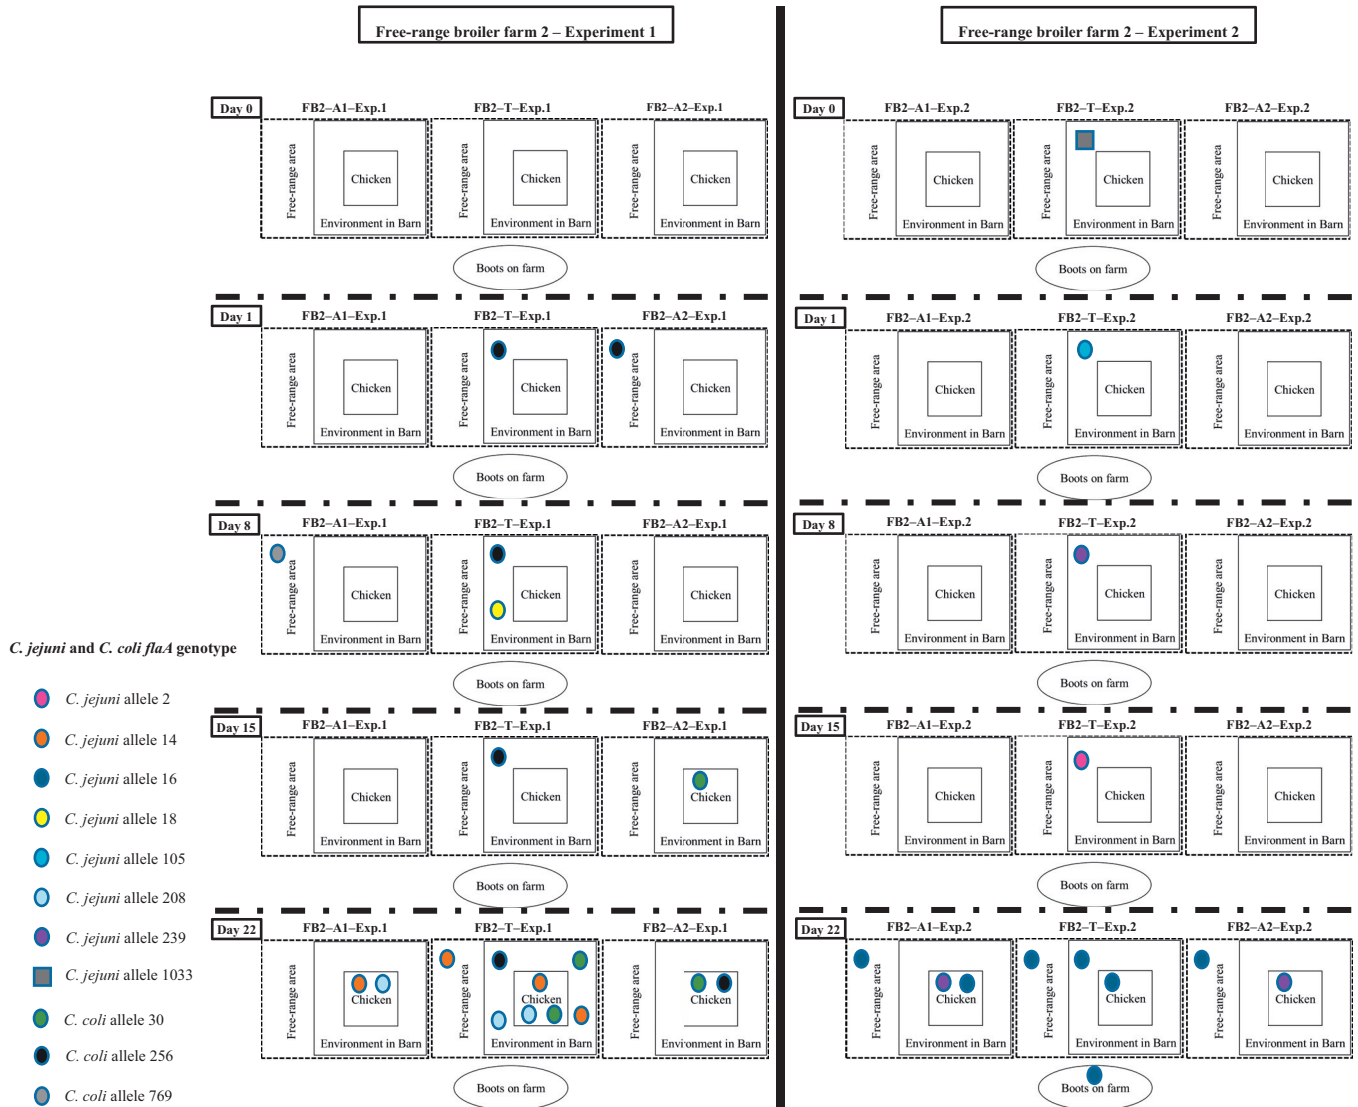 Free-range broiler farm 2 – Experiment 1
Day 0
FB2–A1–Exp.1
FB2–T–Exp.1
FB2–A2–Exp.1
Free-range area
Chicken
Environment in Barn
Free-range area
Chicken
Environment in Barn
Free-range area
Chicken
Environment in Barn
Boots on farm
Day 1
FB2–A1–Exp.1
FB2–T–Exp.1
FB2–A2–Exp.1
Free-range area
Chicken
Environment in Barn
Free-range area
Chicken
Environment in Barn
Free-range area
Chicken
Environment in Barn
Boots on farm
Day 8
FB2–A1–Exp.1
FB2–T–Exp.1
FB2–A2–Exp.1
Free-range area
Chicken
Environment in Barn
Free-range area
Chicken
Environment in Barn
Free-range area
Chicken
Environment in Barn
Boots on farm
Day 15
FB2–A1–Exp.1
FB2–T–Exp.1
FB2–A2–Exp.1
Free-range area
Chicken
Environment in Barn
Free-range area
Chicken
Environment in Barn
Free-range area
Chicken
Environment in Barn
Boots on farm
Day 22
FB2–A1–Exp.1
FB2–T–Exp.1
FB2–A2–Exp.1
Free-range area
Chicken
Environment in Barn
Free-range area
Chicken
Environment in Barn
Free-range area
Chicken
Environment in Barn
Boots on farm
Free-range broiler farm 2 – Experiment 2
Day 0
FB2–A1–Exp.2
FB2–T–Exp.2
FB2–A2–Exp.2
Free-range area
Chicken
Environment in Barn
Free-range area
Chicken
Environment in Barn
Free-range area
Chicken
Environment in Barn
Boots on farm
Day 1
FB2–A1–Exp.2
FB2–T–Exp.2
FB2–A2–Exp.2
Free-range area
Chicken
Environment in Barn
Free-range area
Chicken
Environment in Barn
Free-range area
Chicken
Environment in Barn
Boots on farm
Day 8
FB2–A1–Exp.2
FB2–T–Exp.2
FB2–A2–Exp.2
Free-range area
Chicken
Environment in Barn
Free-range area
Chicken
Environment in Barn
Free-range area
Chicken
Environment in Barn
Boots on farm
Day 15
FB2–A1–Exp.2
FB2–T–Exp.2
FB2–A2–Exp.2
Free-range area
Chicken
Environment in Barn
Free-range area
Chicken
Environment in Barn
Free-range area
Chicken
Environment in Barn
Boots on farm
Day 22
FB2–A1–Exp.2
FB2–T–Exp.2
FB2–A2–Exp.2
Free-range area
Chicken
Environment in Barn
Free-range area
Chicken
Environment in Barn
Free-range area
Chicken
Environment in Barn
Boots on farm
C. jejuni and C. coli flaA genotype
C. jejuni allele 2
C. jejuni allele 14
C. jejuni allele 16
C. jejuni allele 18
C. jejuni allele 105
C. jejuni allele 208
C. jejuni allele 239
C. jejuni allele 1033
C. coli allele 30
C. coli allele 256
C. coli allele 769